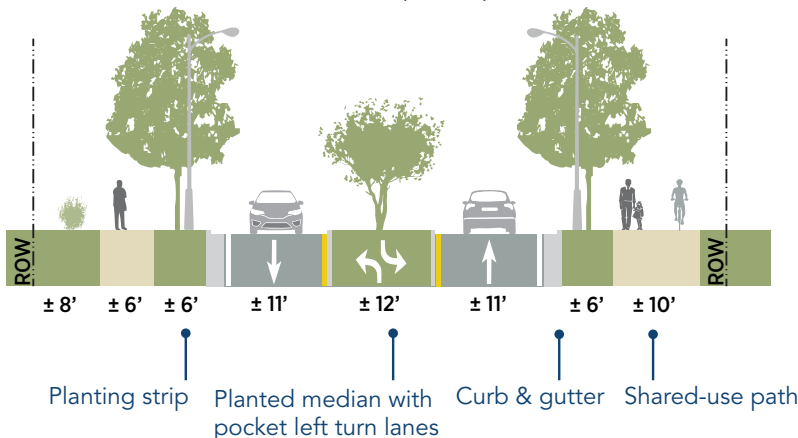 ROW
ROW
± 8’
± 6’
± 6’
± 11’
± 12’
± 11’
± 6’
± 10’
Planting strip
Planted median with
pocket left turn lanes
Curb & gutter
Shared-use path